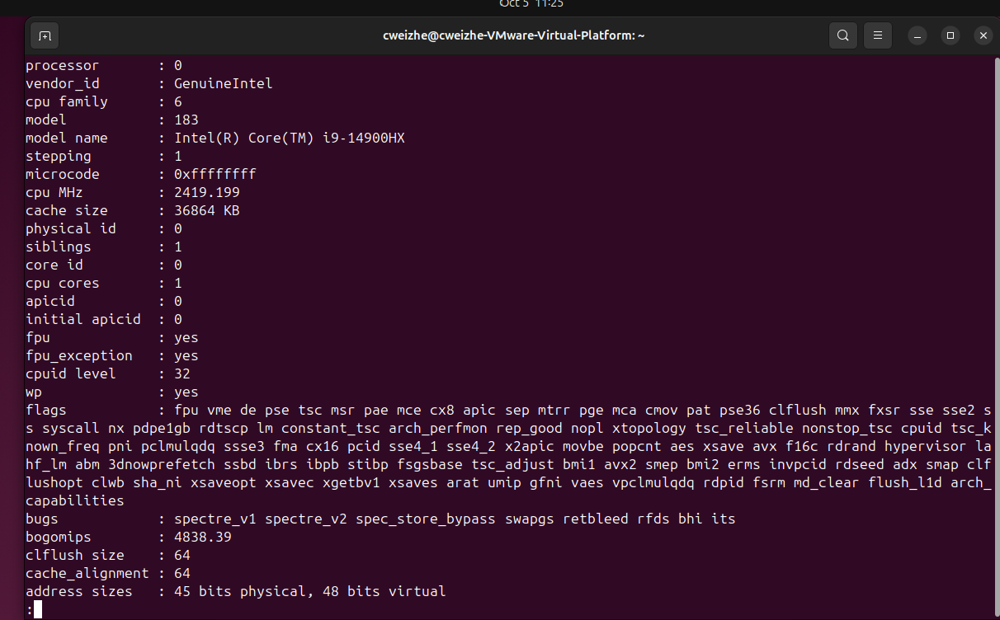 Oct 5 11:25
cweizhe@cweizhe-VMware-Virtual-Platform: ~
processor : 0
vendor_id : GenuineIntel
cpu family : 6
model : 183
model name : Intel(R) Core(TM) i9-14900HX
stepping : 1
microcode : 0xffffffff
cpu MHz : 2419.199
cache size : 36864 KB
physical id : 0
siblings : 1
core id : 0
cpu cores : 1
apicid : 0
initial apicid : 0
fpu : yes
fpu_exception : yes
cpuid level : 32
wp : yes
flags : fpu vme de pse tsc msr pae mce cx8 apic sep mtrr pge mca cmov pat pse36 clflush mmx fxsr sse sse2 s
s syscall nx pdpe1gb rdtscp lm constant_tsc arch_perfmon rep_good nopl xtopology tsc_reliable nonstop_tsc cpuid tsc_k
nown_freq pni pclmulqdq ssse3 fma cx16 pcid sse4_1 sse4_2 x2apic movbe popcnt aes xsave avx f16c rdrand hypervisor la
hf_lm abm 3dnowprefetch ssbd ibrs ibpb stibp fsgsbase tsc_adjust bmi1 avx2 smep bmi2 erms invpcid rdseed adx smap clf
lushopt clwb sha_ni xsaveopt xsavec xgetbv1 xsaves arat umip gfni vaes vpclmulqdq rdpid fsrm md_clear flush_l1d arch_
capabilities
bugs : spectre_v1 spectre_v2 spec_store_bypass swapgs retbleed rfds bhi its
bogomips : 4838.39
clflush size : 64
cache_alignment : 64
address sizes : 45 bits physical, 48 bits virtual
: